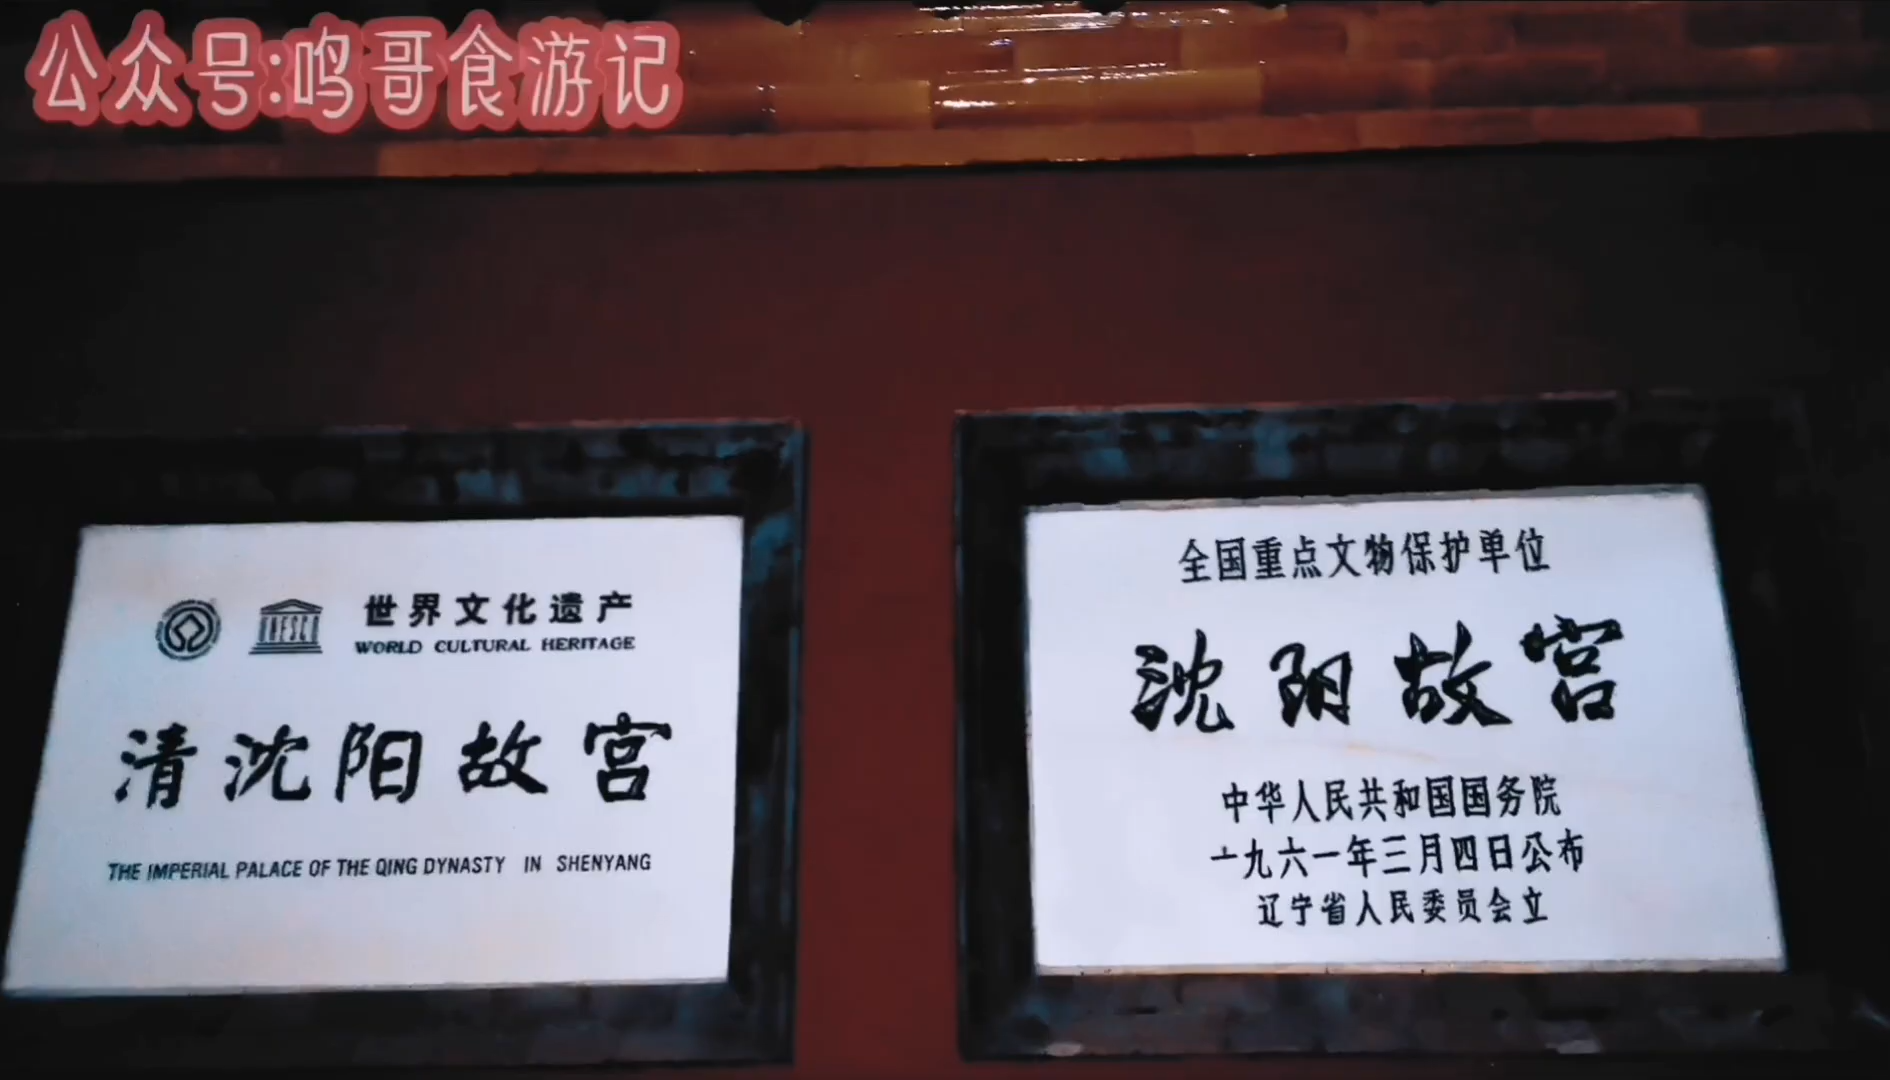 公众号:鸣哥食游记
UNESCO
世界文化遗产
WORLD CULTURAL HERITAGE
清沈阳故宫
THE IMPERIAL PALACE OF THE QING DYNASTY IN SHENYANG
全国重点文物保护单位
沈阳故宫
中华人民共和国国务院
一九六一年三月四日公布
辽宁省人民委员会立